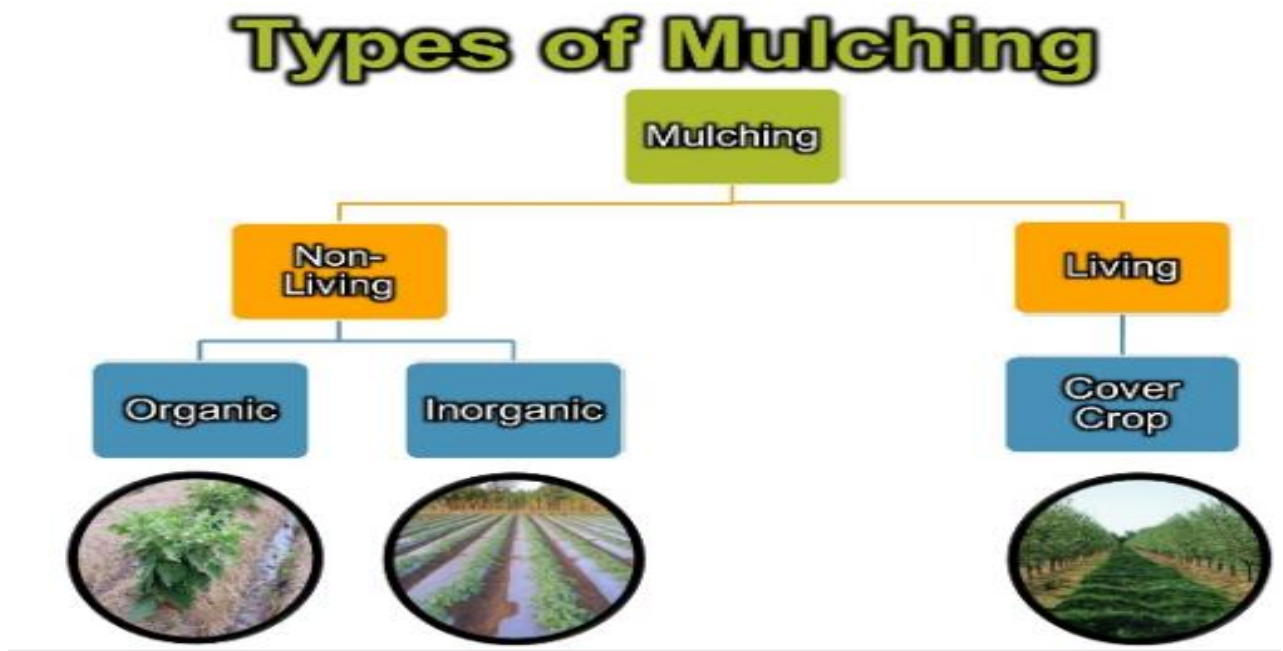 Types of Mulching
Mulching
Non-
Living
Living
Organic
Inorganic
Cover
Crop